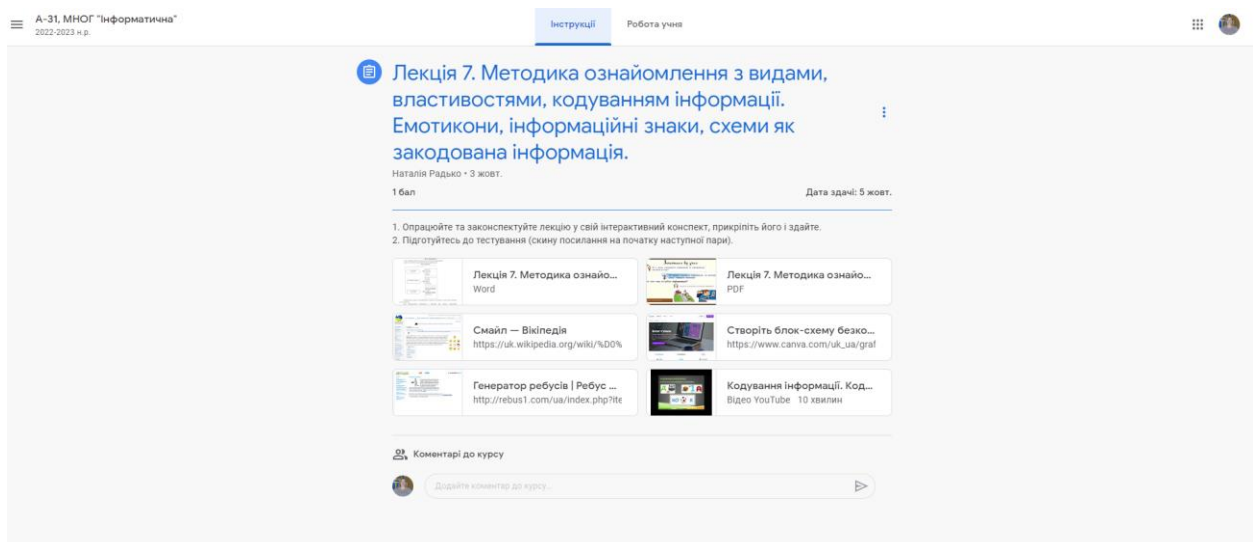 А-31, МНОГ "Інформатична"
2022-2023 н.р.
Інструкції
Робота учня
Лекція 7. Методика ознайомлення з видами,
властивостями, кодуванням інформації.
Емотикони, інформаційні знаки, схеми як
закодована інформація.
Наталія Радько • 3 жовт.
1 бал
Дата здачі: 5 жовт.
1. Опрацюйте та законспектуйте лекцію у свій інтерактивний конспект, прикріпіть його і здайте.
2. Підготуйтесь до тестування (скину посилання на початку наступної пари).
Лекція 7. Методика ознайо...
Word
Лекція 7. Методика ознайо...
PDF
Смайл — Вікіпедія
https://uk.wikipedia.org/wiki/%D0%
Створіть блок-схему безко...
https://www.canva.com/uk_ua/graf
Генератор ребусів | Ребус ...
http://rebus1.com/ua/index.php?ite
Кодування інформації. Код...
Відео YouTube 10 хвилин
Коментарі до курсу
Додайте коментар до курсу...